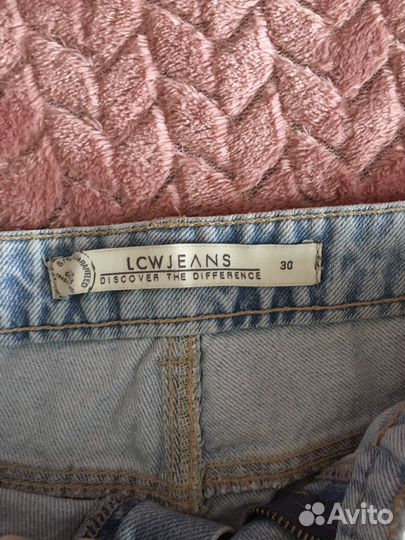 LCWJEANS 30
DISCOVER THE DIFFERENCE
Avito